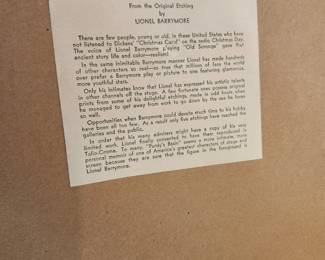 From the Original Etching
by
LIONEL BARRYMORE
There are few people, young or old, in these United States who have
not listened to Dickens' "Christmas Carol" on the radio Christmas Day.
The voice of Lionel Barrymore playing "Old Scrooge" gave that
ancient story life and color—resilient.
In the same inimitable Barrymore manner Lionel has made hundreds
of other characters so real—so true that million of fans the world
over prefer a Barrymore play or picture to one featuring glamorous,
more youthful stars.
Only his intimates know that Lionel has expressed his artistic talents
in other channels off the stage. A few fortunate ones possess original
prints from some of his delightful etchings, made in odd hours when
he managed to get away from work to go down by the sea he loves
so well.
Opportunities when Barrymore could devote much time to his hobby
have been all too few. As a result only five etchings have reached the
galleries and the public.
In order that his many admirers might have a copy of his very
limited work, Lionel finally consented to have them reproduced in
Talio-Crome. To many, "Purdy's Basin" seems a more intimate, more
personal memoir of one of America's greatest characters of stage and
screen because they are sure that the figure in the foreground is
Lionel Barrymore.